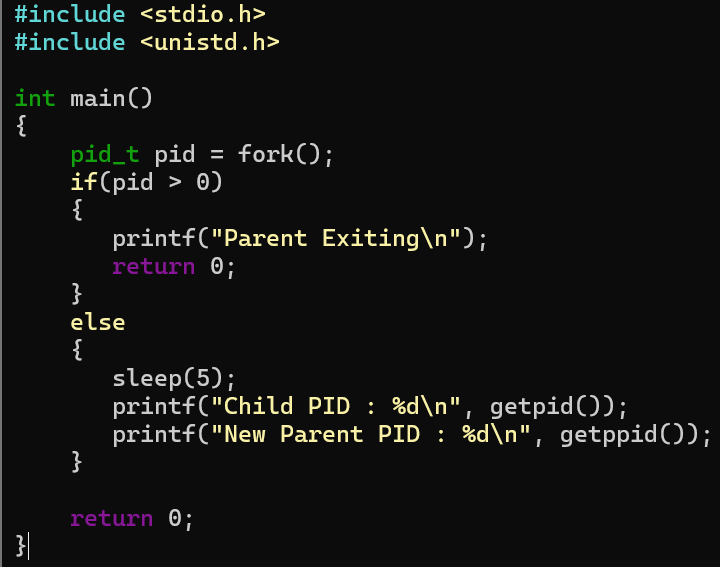 #include <stdio.h>
#include <unistd.h>

int main()
{
    pid_t pid = fork();
    if(pid > 0)
    {
       printf("Parent Exiting\n");
       return 0;
    }
    else
    {
       sleep(5);
       printf("Child PID : %d\n", getpid());
       printf("New Parent PID : %d\n", getppid());
    }

    return 0;
}